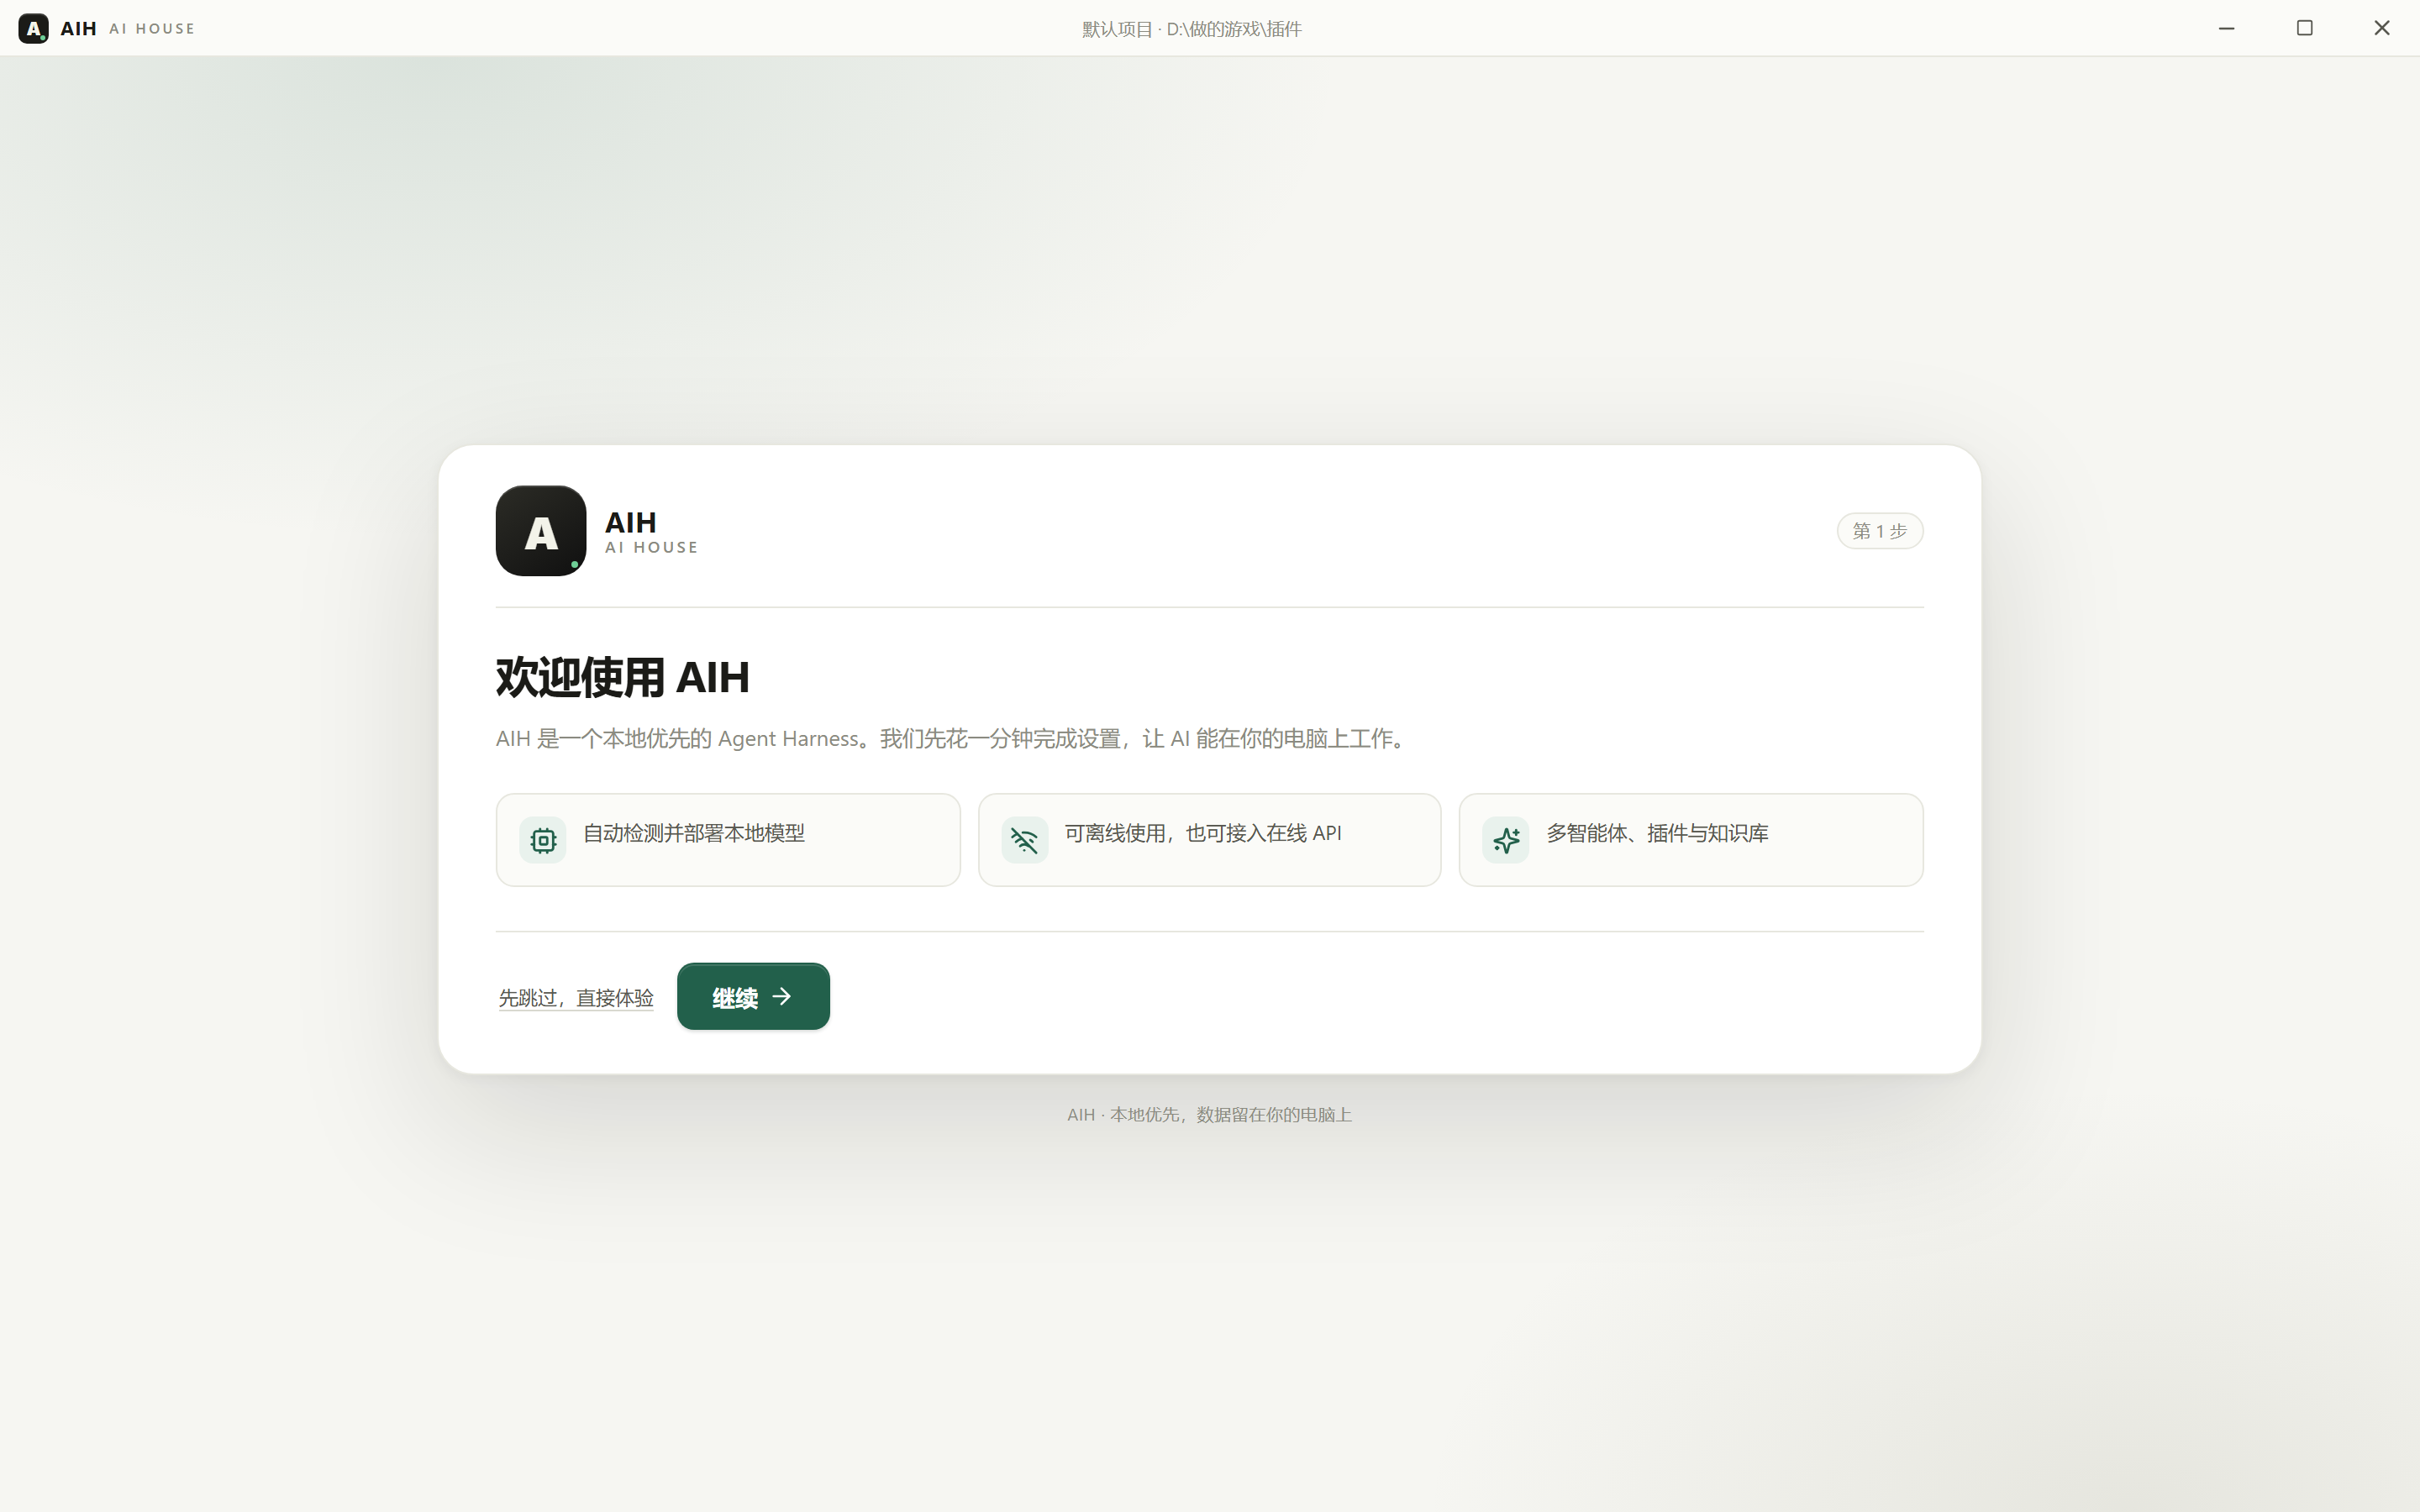 A AIH AI HOUSE
默认项目 · D:\做的游戏\插件
A
AIH
AI HOUSE
第 1 步
欢迎使用 AIH
AIH 是一个本地优先的 Agent Harness。我们先花一分钟完成设置，让 AI 能在你的电脑上工作。
自动检测并部署本地模型
可离线使用，也可接入在线 API
多智能体、插件与知识库
先跳过，直接体验
继续
AIH · 本地优先，数据留在你的电脑上